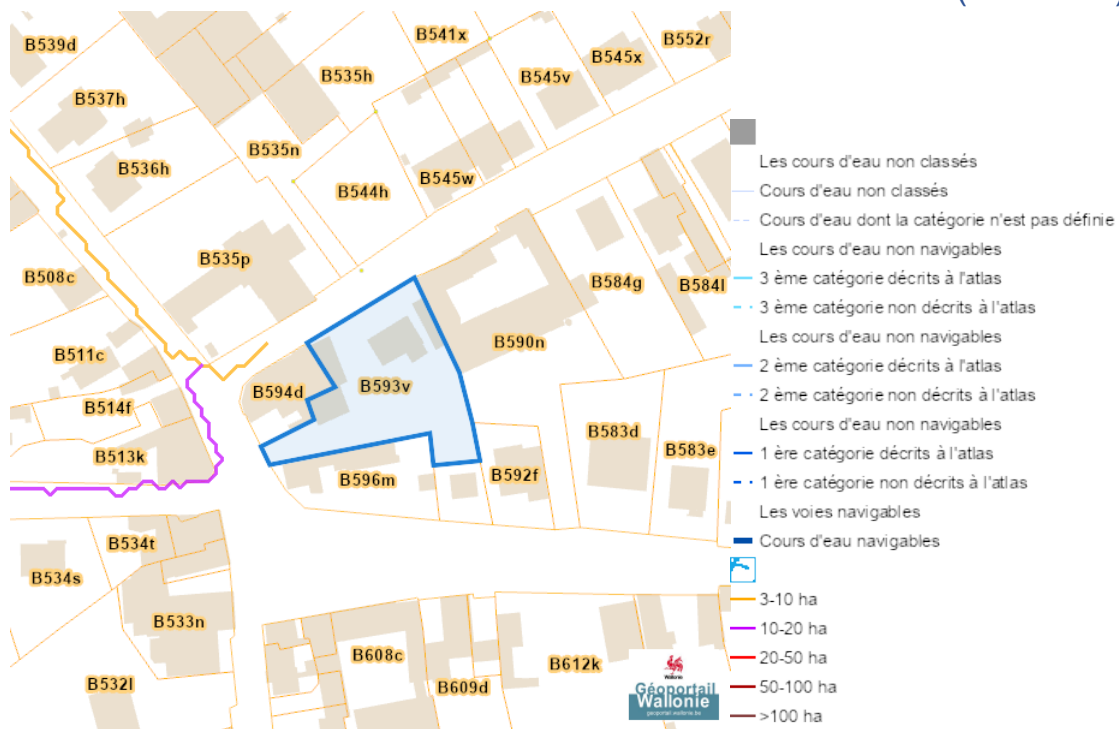 B539d
B541x
B552r
B535h
B545v
B545x
B537h
B535n
B536h
B544h
B545w
B535p
B508c
B584g
B584l
B511c
B590n
B594d
B593v
B514f
B513k
B583d
B583e
B596m
B592f
B534t
B534s
B533n
B608c
B612k
B532l
B609d
Wallonie
Géoportail
Wallonie
geoportail.wallonie.be
Les cours d'eau non classés
Cours d'eau non classés
Cours d'eau dont la catégorie n'est pas définie
Les cours d'eau non navigables
3 ème catégorie décrits à l'atlas
3 ème catégorie non décrits à l'atlas
Les cours d'eau non navigables
2 ème catégorie décrits à l'atlas
2 ème catégorie non décrits à l'atlas
Les cours d'eau non navigables
1 ère catégorie décrits à l'atlas
1 ère catégorie non décrits à l'atlas
Les voies navigables
Cours d'eau navigables
3-10 ha
10-20 ha
20-50 ha
50-100 ha
>100 ha